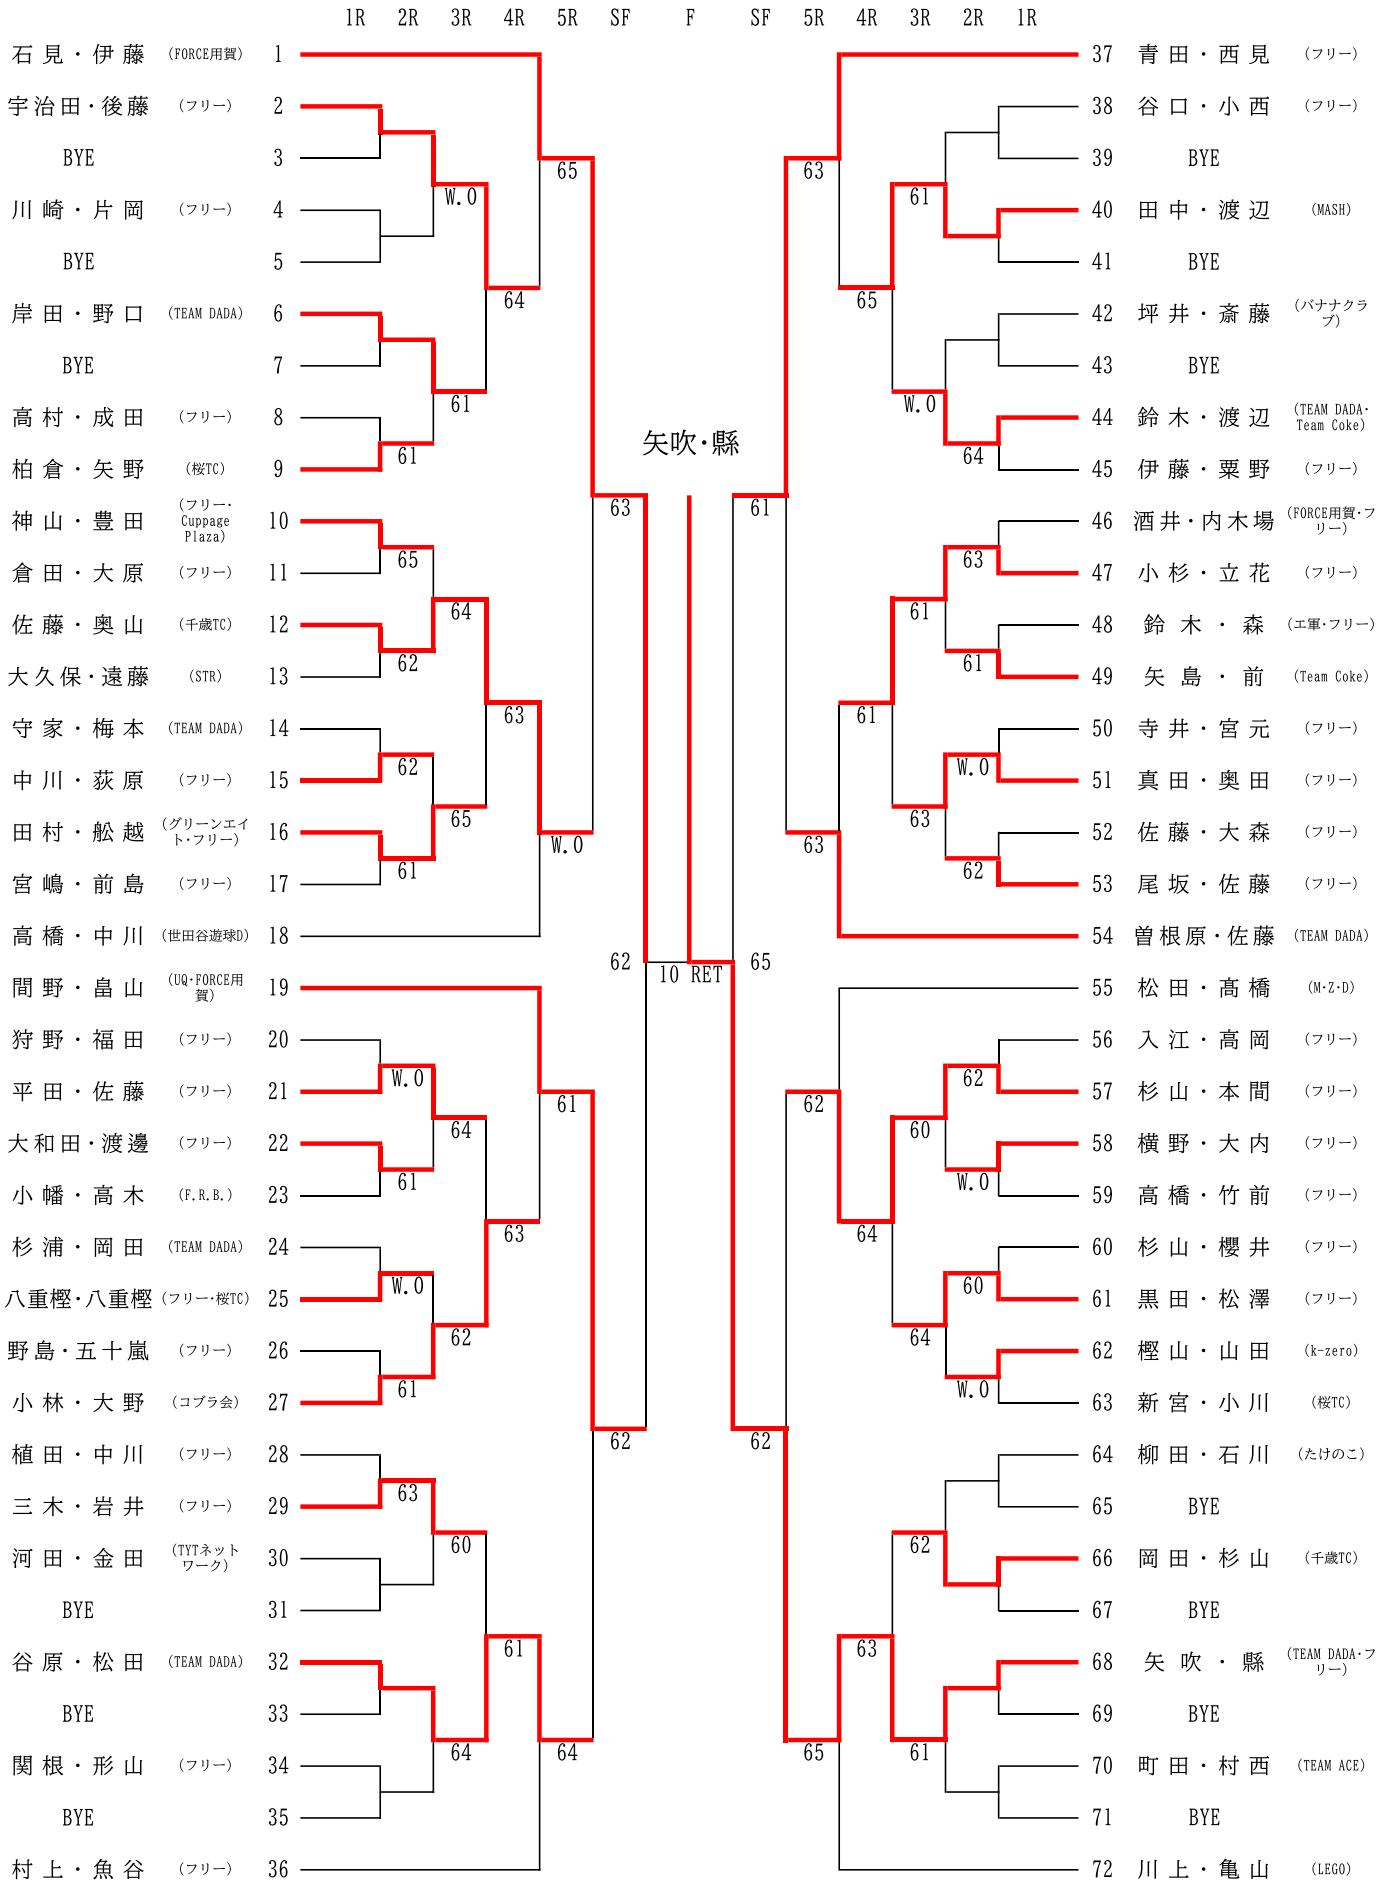 1R 2R 3R 4R 5R SF F SF 5R 4R 3R 2R 1R
石見・伊藤 (FORCE用賀) 1
宇治田・後藤 (フリー) 2
BYE 3
川崎・片岡 (フリー) 4
BYE 5
岸田・野口 (TEAM DADA) 6
BYE 7
高村・成田 (フリー) 8
柏倉・矢野 (桜TC) 9
神山・豊田 (フリー・Cuppage Plaza) 10
倉田・大原 (フリー) 11
佐藤・奥山 (千歳TC) 12
大久保・遠藤 (STR) 13
守家・梅本 (TEAM DADA) 14
中川・荻原 (フリー) 15
田村・舩越 (グリーンエイト・フリー) 16
宮嶋・前島 (フリー) 17
高橋・中川 (世田谷遊球D) 18
間野・畠山 (UQ・FORCE用賀) 19
狩野・福田 (フリー) 20
平田・佐藤 (フリー) 21
大和田・渡邊 (フリー) 22
小幡・高木 (F.R.B.) 23
杉浦・岡田 (TEAM DADA) 24
八重樫・八重樫 (フリー・桜TC) 25
野島・五十嵐 (フリー) 26
小林・大野 (コブラ会) 27
植田・中川 (フリー) 28
三木・岩井 (フリー) 29
河田・金田 (TYTネットワーク) 30
BYE 31
谷原・松田 (TEAM DADA) 32
BYE 33
関根・形山 (フリー) 34
BYE 35
村上・魚谷 (フリー) 36
W.O
61
61
65
62
64
62
61
65
64
63
65
W.O
63
W.O
61
64
W.O
61
62
63
61
63
60
64
61
64
62
62
矢吹・縣
10 RET
65
61
62
63
65
61
W.O
64
63
61
61
W.O
62
63
61
63
62
62
W.O
60
60
W.O
64
64
65
62
61
63
37 青田・西見 (フリー)
38 谷口・小西 (フリー)
39 BYE
40 田中・渡辺 (MASH)
41 BYE
42 坪井・斎藤 (バナナクラブ)
43 BYE
44 鈴木・渡辺 (TEAM DADA・Team Coke)
45 伊藤・粟野 (フリー)
46 酒井・内木場 (FORCE用賀・フリー)
47 小杉・立花 (フリー)
48 鈴木・森 (エ軍・フリー)
49 矢島・前 (Team Coke)
50 寺井・宮元 (フリー)
51 真田・奥田 (フリー)
52 佐藤・大森 (フリー)
53 尾坂・佐藤 (フリー)
54 曽根原・佐藤 (TEAM DADA)
55 松田・髙橋 (M・Z・D)
56 入江・高岡 (フリー)
57 杉山・本間 (フリー)
58 横野・大内 (フリー)
59 高橋・竹前 (フリー)
60 杉山・櫻井 (フリー)
61 黒田・松澤 (フリー)
62 樫山・山田 (k-zero)
63 新宮・小川 (桜TC)
64 柳田・石川 (たけのこ)
65 BYE
66 岡田・杉山 (千歳TC)
67 BYE
68 矢吹・縣 (TEAM DADA・フリー)
69 BYE
70 町田・村西 (TEAM ACE)
71 BYE
72 川上・亀山 (LEGO)